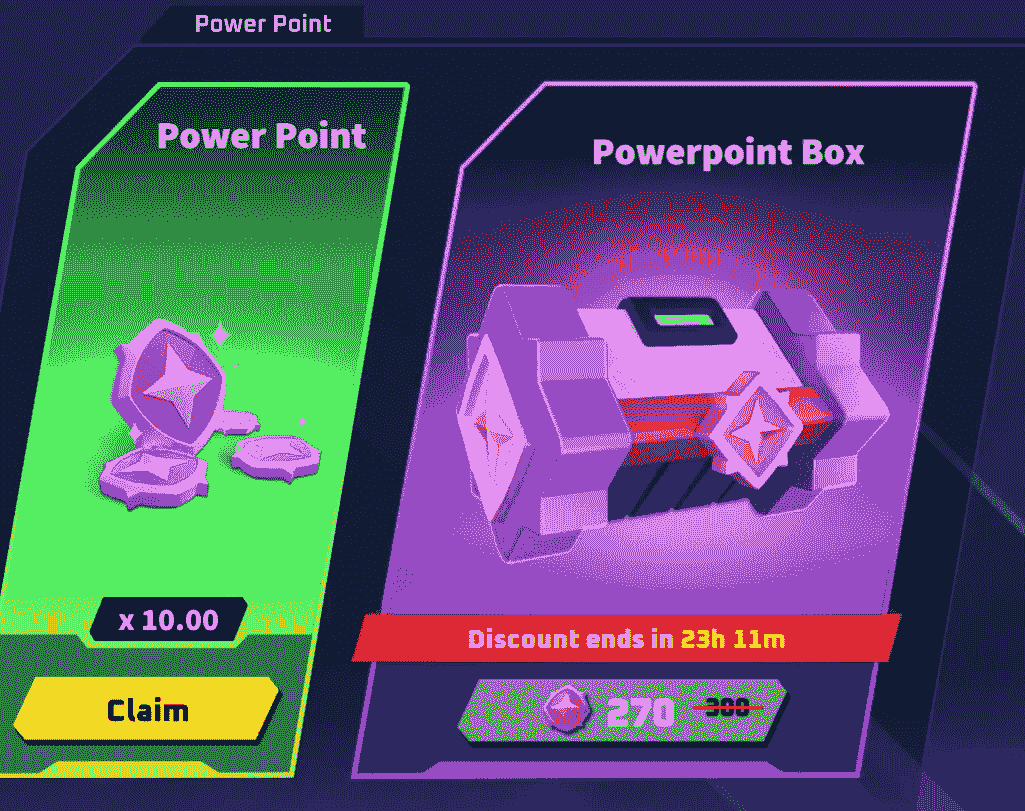 Power Point
Power Point
Powerpoint Box
x 10.00
Discount ends in 23h 11m
Claim
270 300